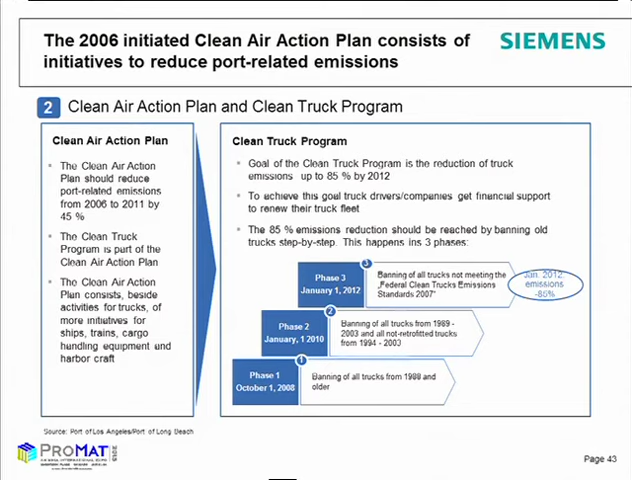 The 2006 initiated Clean Air Action Plan consists of
initiatives to reduce port-related emissions
SIEMENS
2 Clean Air Action Plan and Clean Truck Program
Clean Air Action Plan
• The Clean Air Action
Plan should reduce
port-related emissions
from 2006 to 2011 by
45 %
• The Clean Truck
Program is part of the
Clean Air Action Plan
• The Clean Air Action
Plan consists, beside
activities for trucks, of
more initiatives for
ships, trains, cargo
handling equipment and
harbor craft
Clean Truck Program
• Goal of the Clean Truck Program is the reduction of truck
emissions up to 85 % by 2012
• To achieve this goal truck drivers/companies get financial support
to renew their truck fleet
• The 85 % emissions reduction should be reached by banning old
trucks step-by-step. This happens ins 3 phases:
Phase 3
January 1, 2012
3
Banning of all trucks not meeting the
„Federal Clean Trucks Emissions
Standards 2007"
Jan. 2012:
emissions
-85%
Phase 2
January, 1 2010
2
Banning of all trucks from 1989 -
2003 and all not-retrofitted trucks
from 1994 - 2003
Phase 1
October 1, 2008
1
Banning of all trucks from 1988 and
older
Source: Port of Los Angeles/Port of Long Beach
PROMAT
2013
Page 43